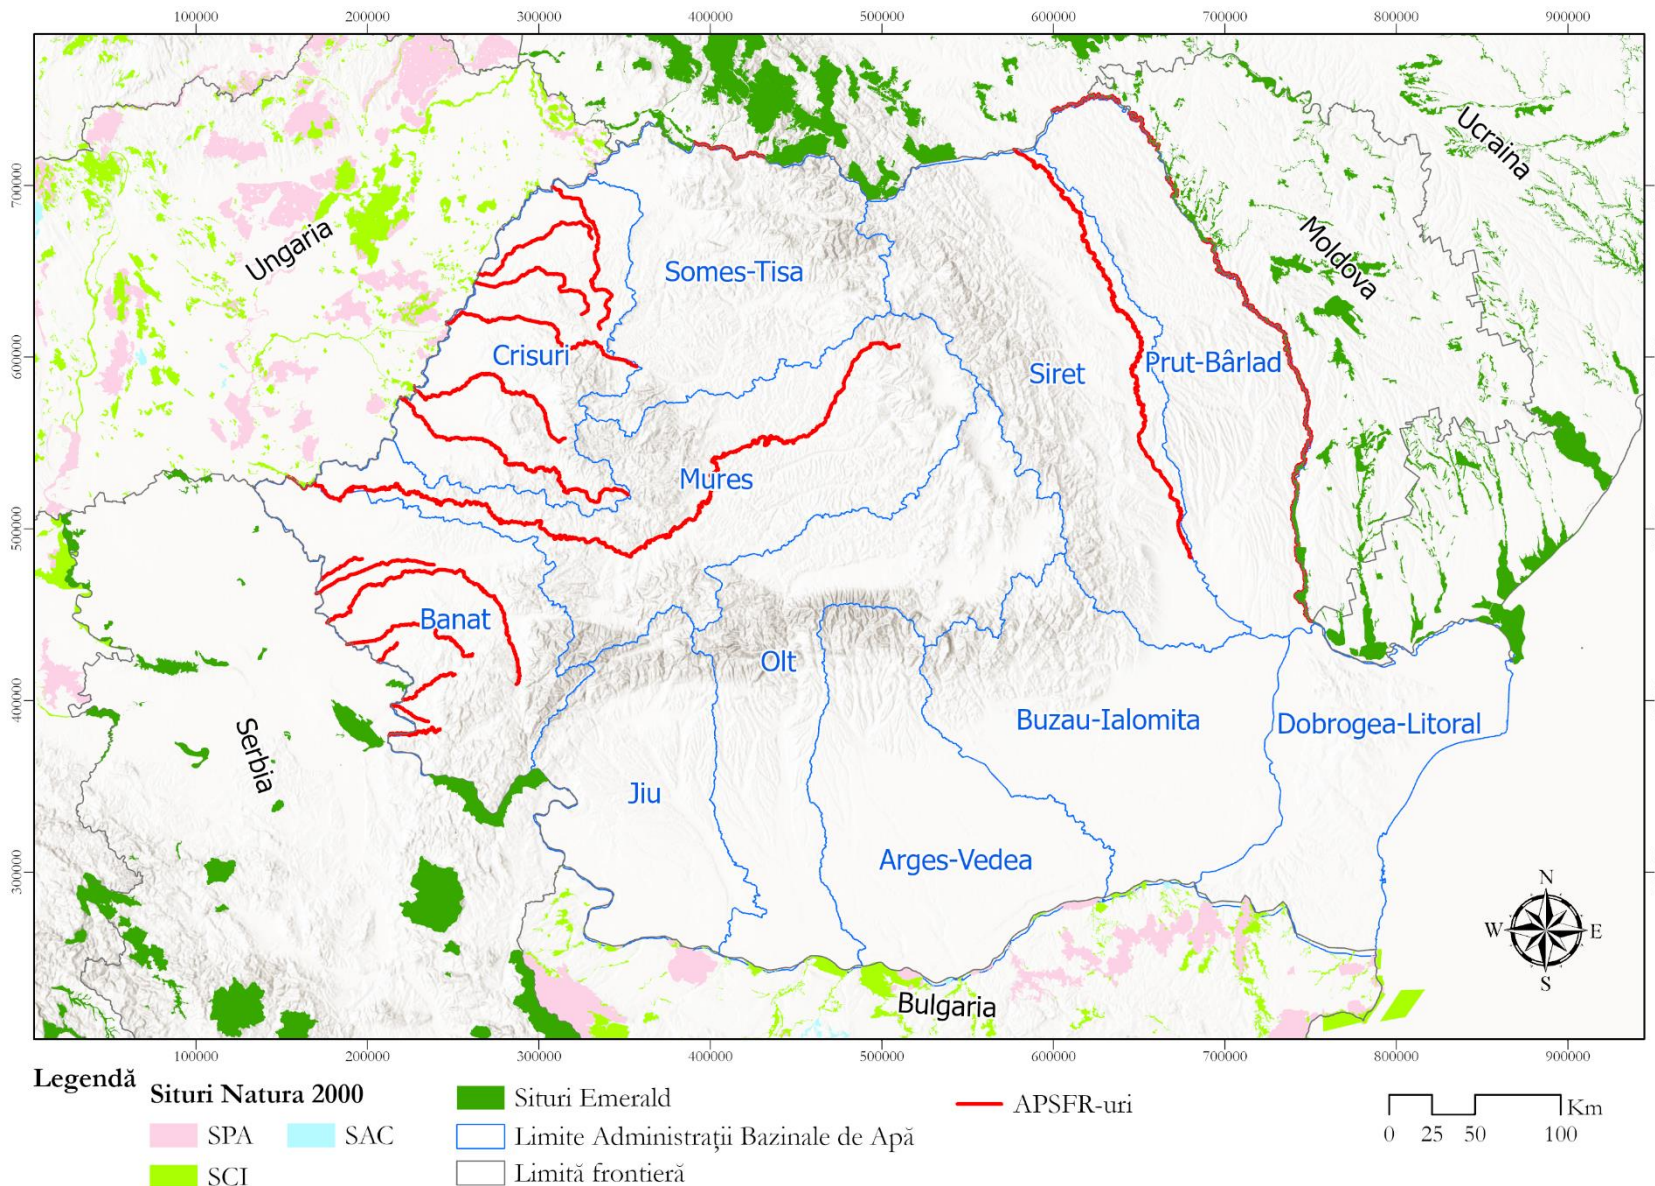 100000 200000 300000 400000 500000 600000 700000 800000 900000
700000
600000
500000
400000
300000
Ucraina
Moldova
Ungaria
Somes-Tisa
Crisuri
Siret
Prut-Bârlad
Mures
Banat
Olt
Serbia
Buzau-Ialomita
Dobrogea-Litoral
Jiu
Arges-Vedea
Bulgaria
N
W E
S
100000 200000 300000 400000 500000 600000 700000 800000 900000
Legendă
Situri Natura 2000
SPA
SAC
SCI
Situri Emerald
Limite Administrații Bazinale de Apă
Limită frontieră
APSFR-uri
Km
0 25 50 100